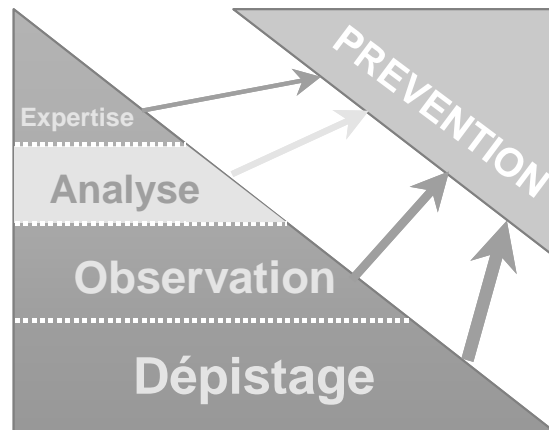 PREVENTION
Expertise
Analyse
Observation
Dépistage